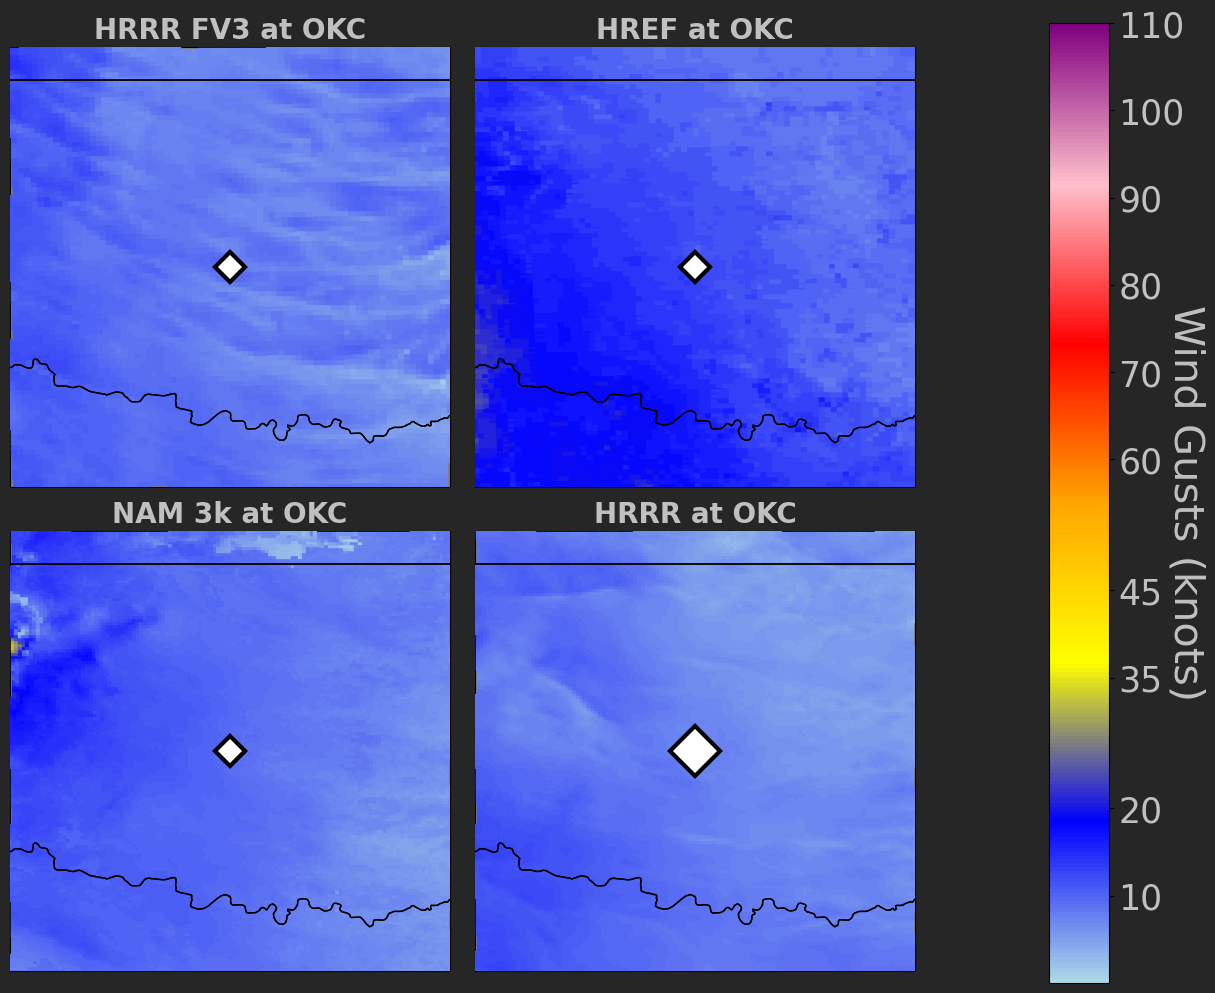 HRRR FV3 at OKC
HREF at OKC
NAM 3k at OKC
HRRR at OKC
110
100
90
80
70
60
45
35
20
10
Wind Gusts (knots)